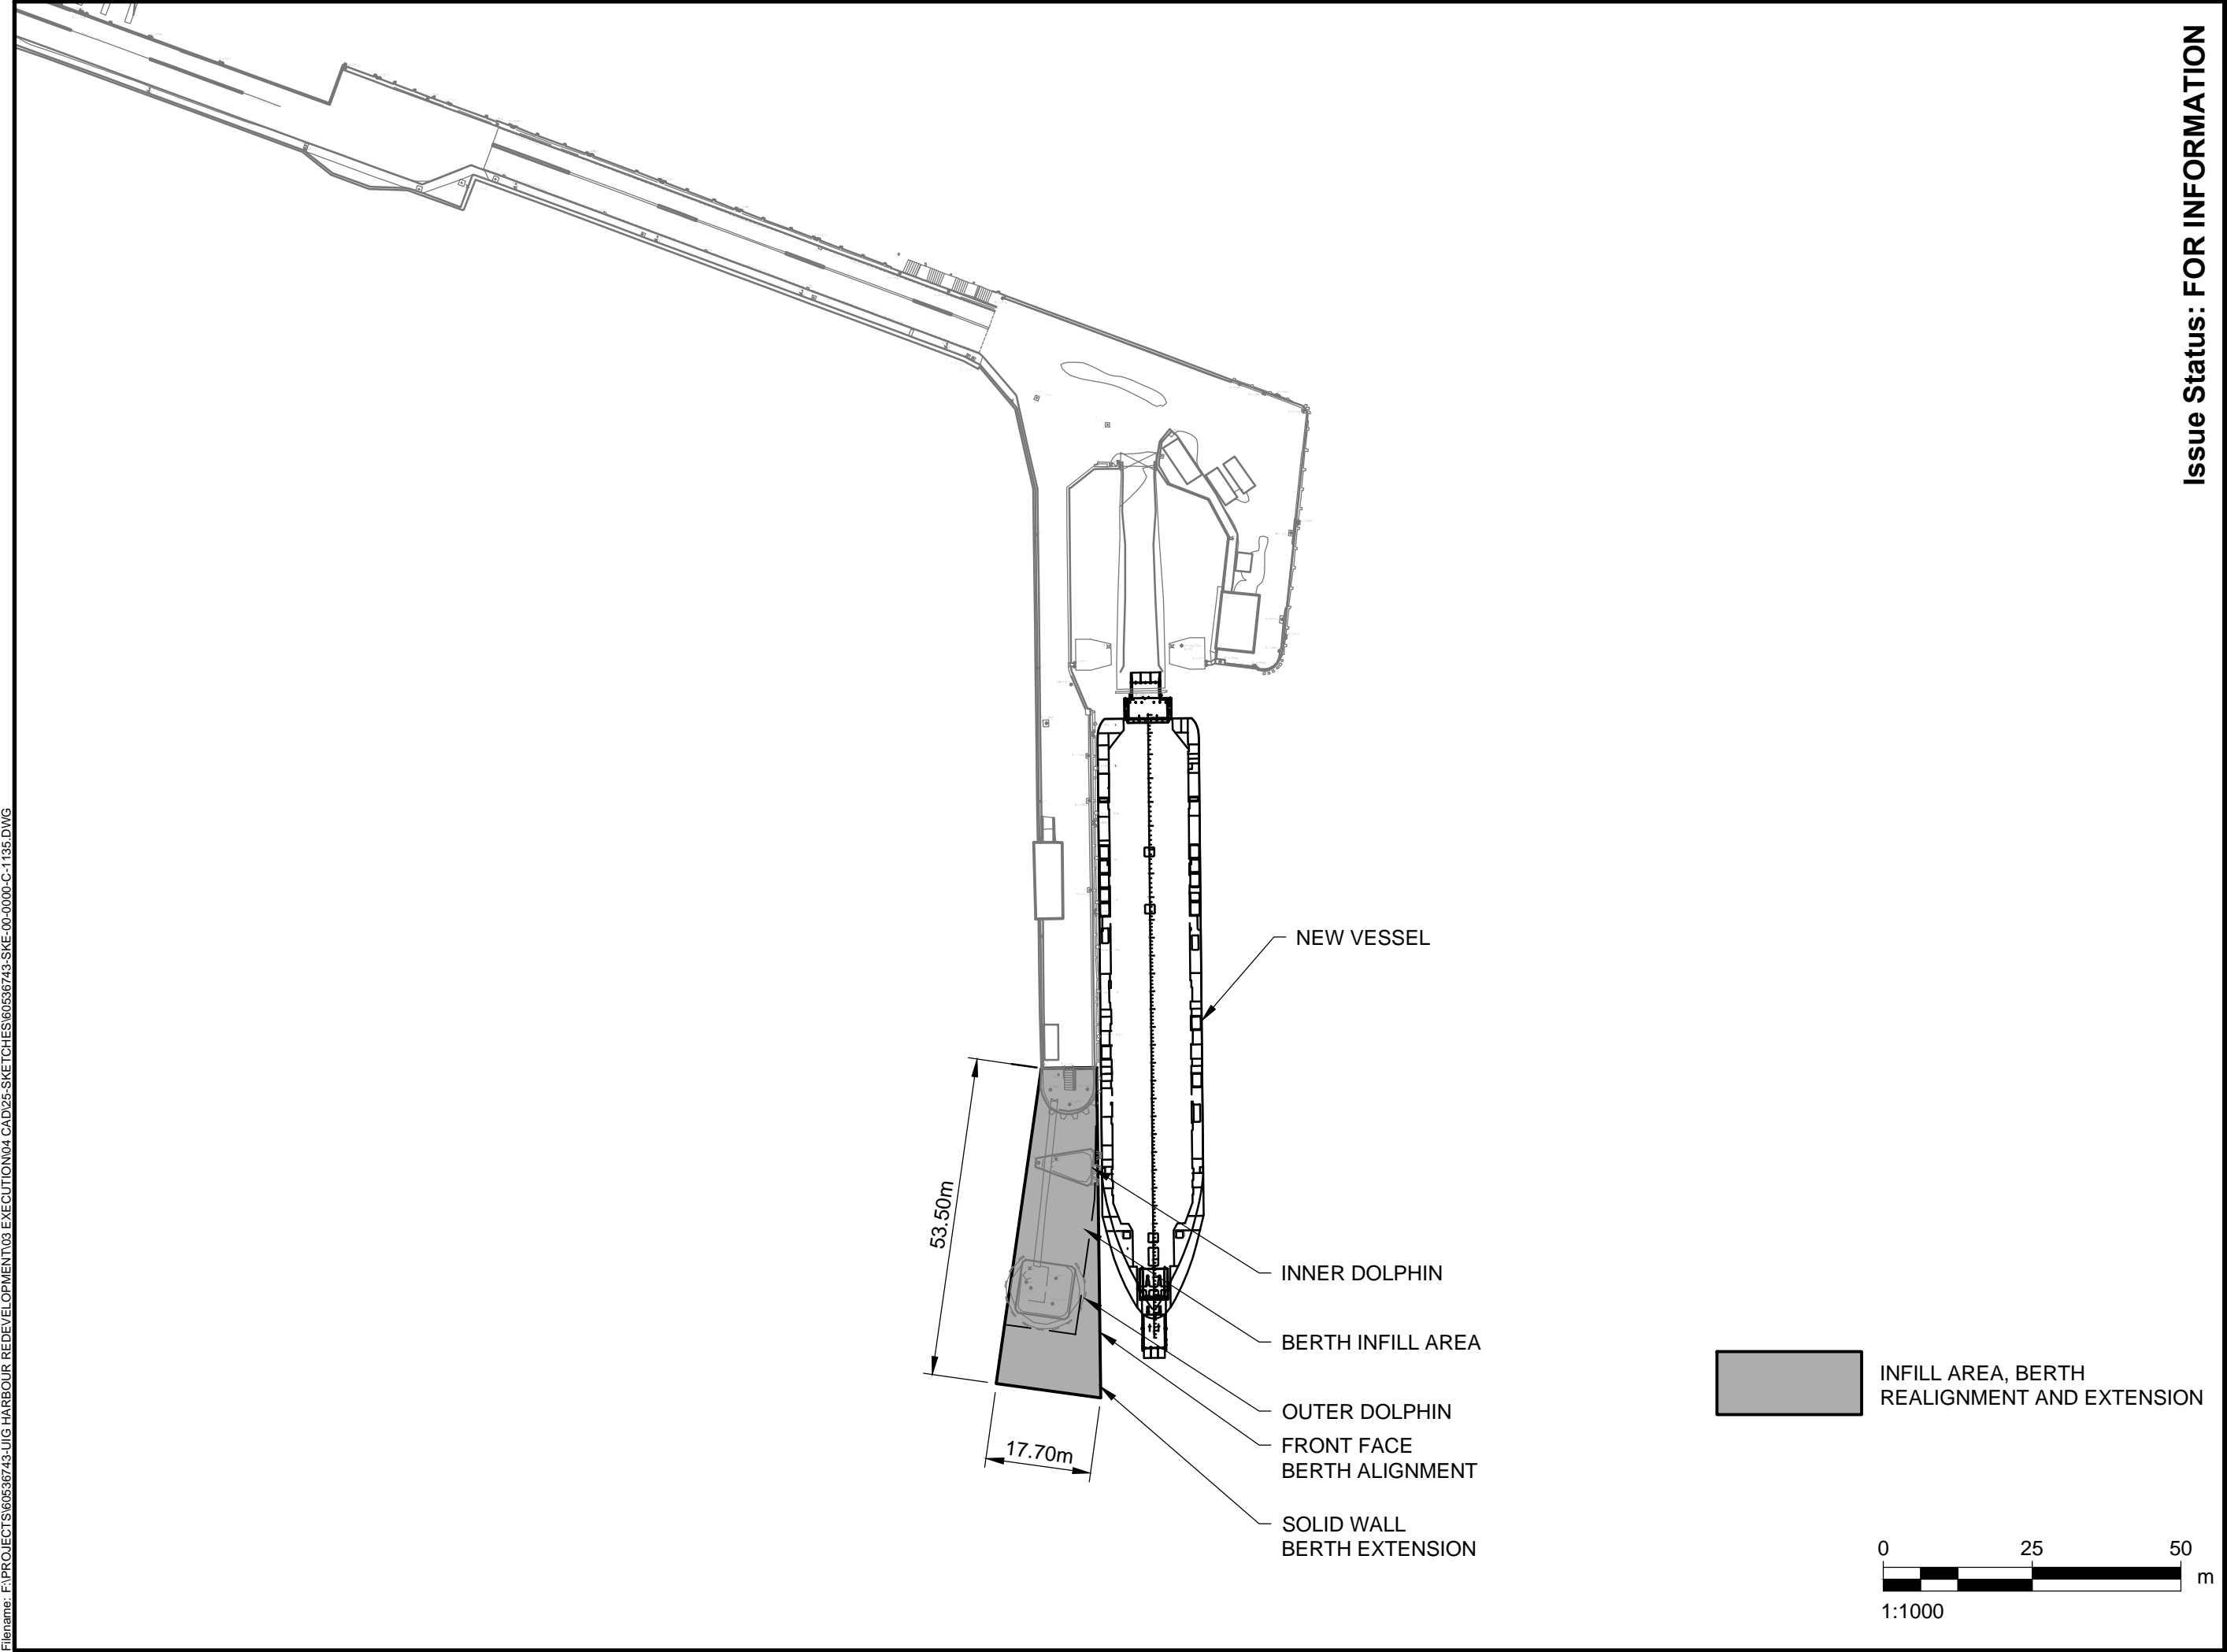 Issue Status: FOR INFORMATION
NEW VESSEL
53.50m
INNER DOLPHIN
BERTH INFILL AREA
OUTER DOLPHIN
FRONT FACE
BERTH ALIGNMENT
17.70m
SOLID WALL
BERTH EXTENSION
INFILL AREA, BERTH
REALIGNMENT AND EXTENSION
0 25 50
m
1:1000
Filename: F:\PROJECTS\60536743-UIG HARBOUR REDEVELOPMENT\03 EXECUTION\04 CAD\25-SKETCHES\60536743-SKE-00-0000-C-1135.DWG